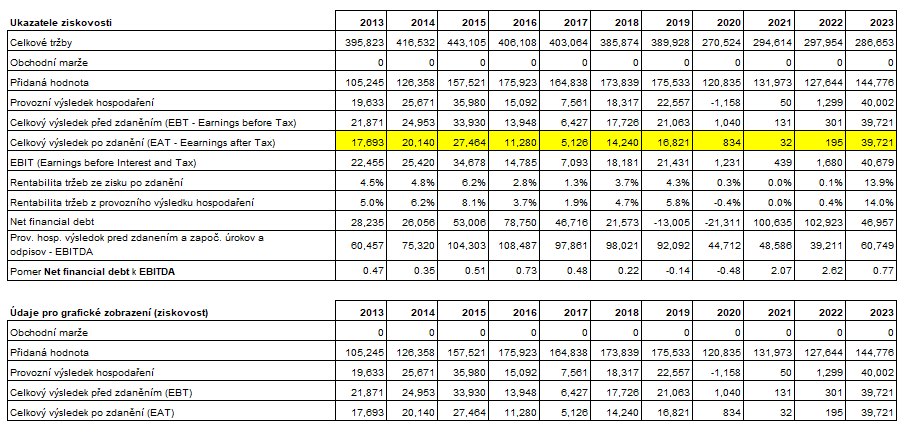 Ukazatele ziskovosti 2013 2014 2015 2016 2017 2018 2019 2020 2021 2022 2023
Celkové tržby 395,823 416,532 443,105 406,108 403,064 385,874 389,928 270,524 294,614 297,954 286,653
Obchodní marže 0 0 0 0 0 0 0 0 0 0 0
Přidaná hodnota 105,245 126,358 157,521 175,923 164,838 173,839 175,533 120,835 131,973 127,644 144,776
Provozní výsledek hospodaření 19,633 25,671 35,980 15,092 7,561 18,317 22,557 -1,158 50 1,299 40,002
Celkový výsledek před zdaněním (EBT - Earnings before Tax) 21,871 24,953 33,930 13,948 6,427 17,726 21,063 1,040 131 301 39,721
Celkový výsledek po zdanění (EAT - Eearnings after Tax) 17,693 20,140 27,464 11,280 5,126 14,240 16,821 834 32 195 39,721
EBIT (Earnings before Interest and Tax) 22,455 25,420 34,678 14,785 7,093 18,181 21,431 1,231 439 1,680 40,679
Rentabilita tržeb ze zisku po zdanění 4.5% 4.8% 6.2% 2.8% 1.3% 3.7% 4.3% 0.3% 0.0% 0.1% 13.9%
Rentabilita tržeb z provozního výsledku hospodaření 5.0% 6.2% 8.1% 3.7% 1.9% 4.7% 5.8% -0.4% 0.0% 0.4% 14.0%
Net financial debt 28,235 26,056 53,006 78,750 46,716 21,573 -13,005 -21,311 100,635 102,923 46,957
Prov. hosp. výsledok pred zdanením a započ. úrokov a
odpisov - EBITDA 60,457 75,320 104,303 108,487 97,861 98,021 92,092 44,712 48,586 39,211 60,749
Pomer Net financial debt k EBITDA 0.47 0.35 0.51 0.73 0.48 0.22 -0.14 -0.48 2.07 2.62 0.77
Údaje pro grafické zobrazení (ziskovost) 2013 2014 2015 2016 2017 2018 2019 2020 2021 2022 2023
Obchodní marže 0 0 0 0 0 0 0 0 0 0 0
Přidaná hodnota 105,245 126,358 157,521 175,923 164,838 173,839 175,533 120,835 131,973 127,644 144,776
Provozní výsledek hospodaření 19,633 25,671 35,980 15,092 7,561 18,317 22,557 -1,158 50 1,299 40,002
Celkový výsledek před zdaněním (EBT) 21,871 24,953 33,930 13,948 6,427 17,726 21,063 1,040 131 301 39,721
Celkový výsledek po zdanění (EAT) 17,693 20,140 27,464 11,280 5,126 14,240 16,821 834 32 195 39,721